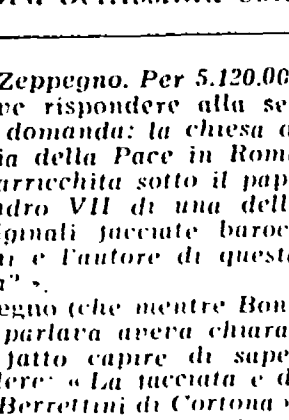 Zeppegno. Per 5.120.00
ve rispondere alla se
domanda: la chiesa d
ia della Pace in Rom
arricchita sotto il pap
ndro VII di una dell
iginali facciate baroc
i e l'autore di quest
a" ».
egno (che mentre Bon
parlava aveva chiara
fatto capire di sape
dere: « La facciata è d
Berrettini di Cortona »